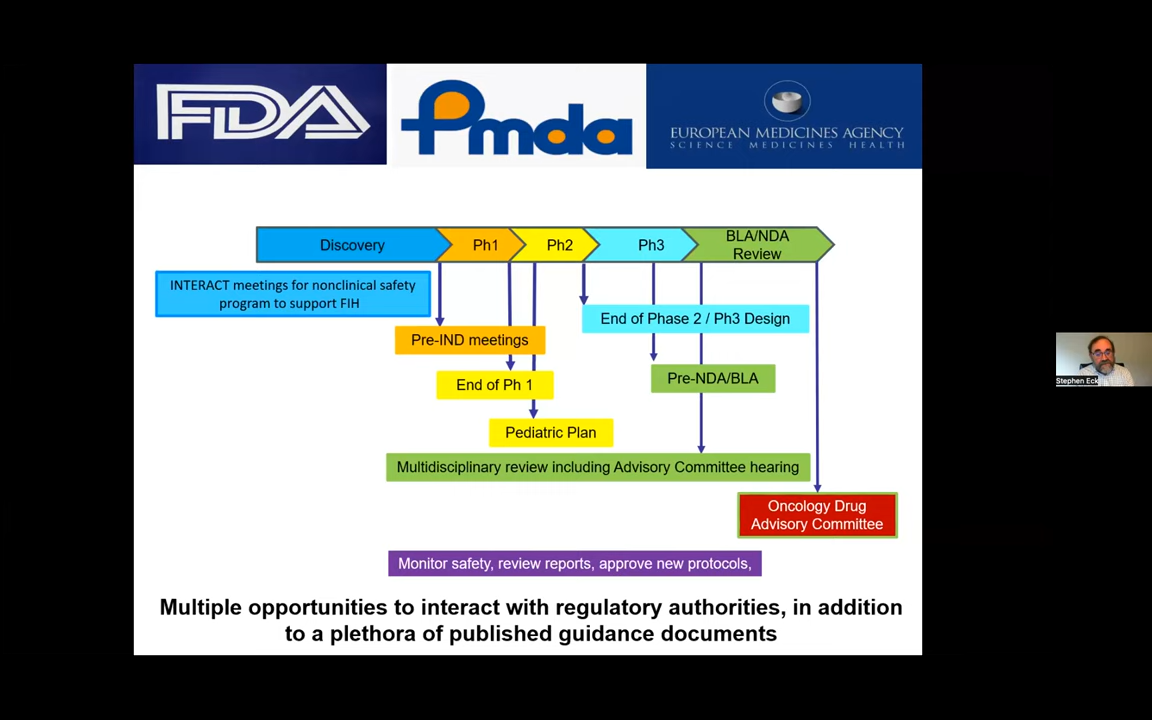 FDA
Pmda
EUROPEAN MEDICINES AGENCY
SCIENCE MEDICINES HEALTH
Discovery
Ph1
Ph2
Ph3
BLA/NDA
Review
INTERACT meetings for nonclinical safety
program to support FIH
End of Phase 2 / Ph3 Design
Pre-IND meetings
Pre-NDA/BLA
End of Ph 1
Pediatric Plan
Multidisciplinary review including Advisory Committee hearing
Oncology Drug
Advisory Committee
Monitor safety, review reports, approve new protocols,
Multiple opportunities to interact with regulatory authorities, in addition
to a plethora of published guidance documents
Stephen Eck